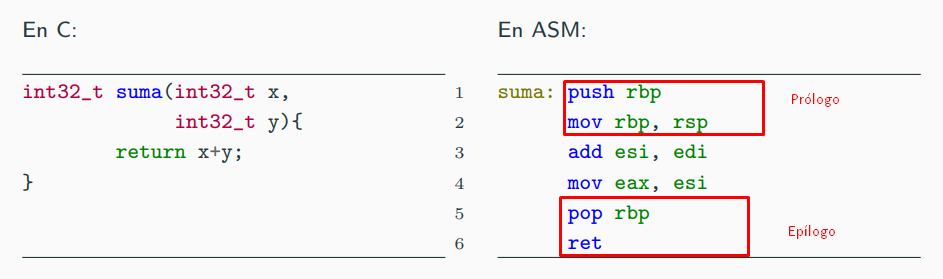 En C:
int32_t suma(int32_t x,
int32_t y){
return x+y;
}
En ASM:
1 suma: push rbp
2 mov rbp, rsp
3 add esi, edi
4 mov eax, esi
5 pop rbp
6 ret
Prólogo
Epílogo